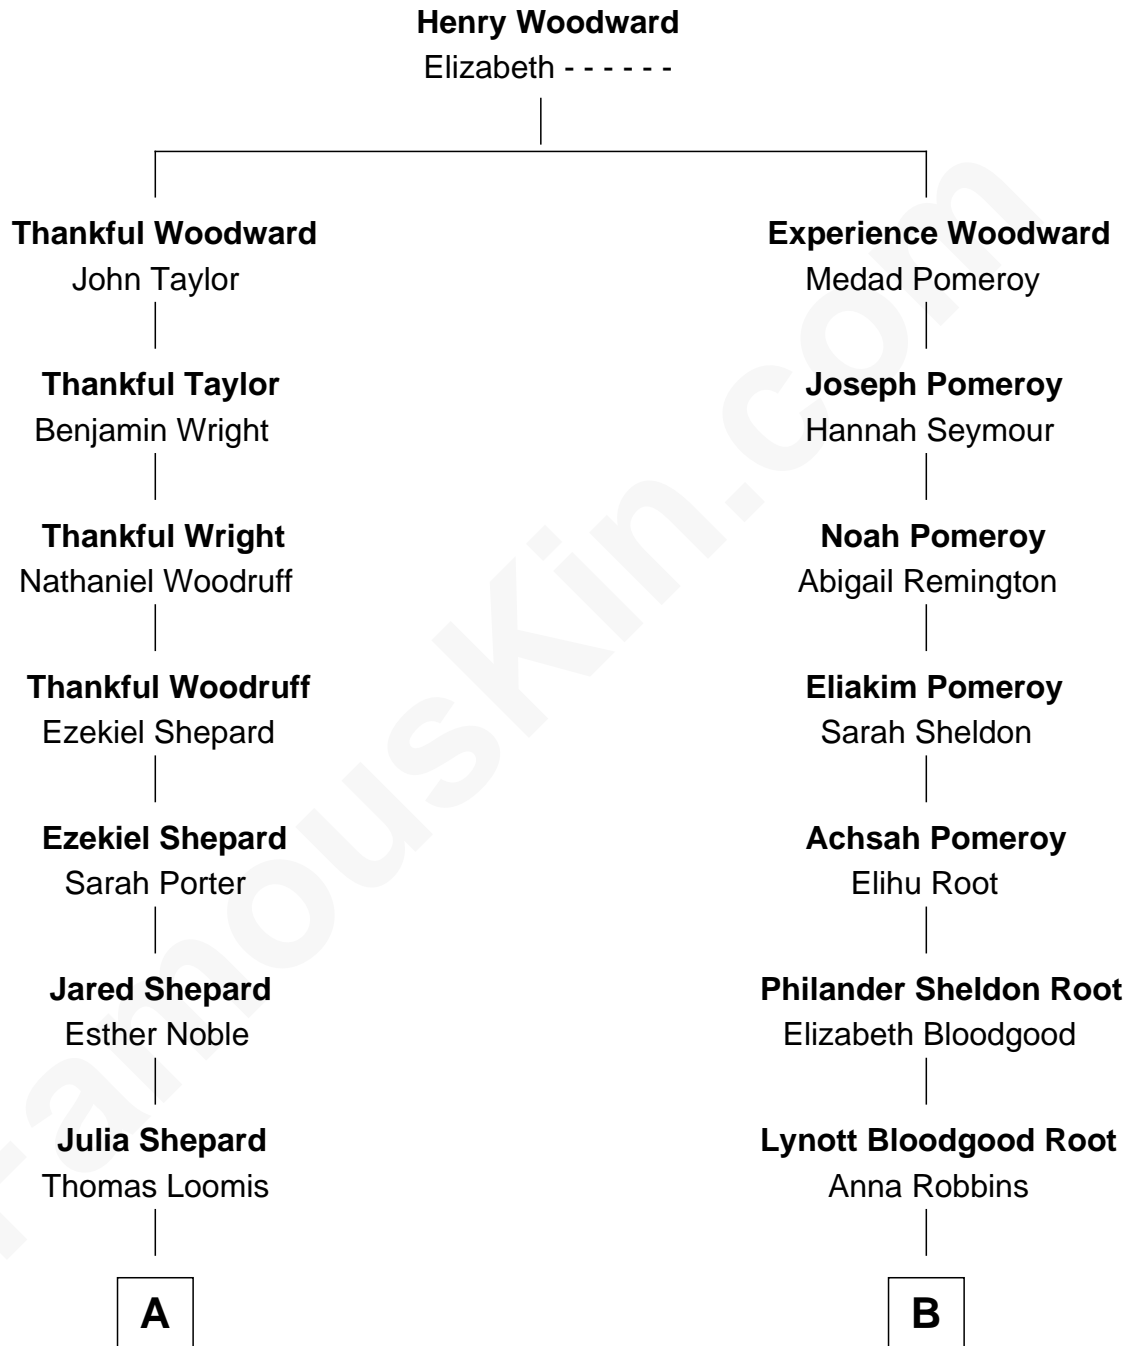 Henry Woodward
Elizabeth - - - - - -
Thankful Woodward
John Taylor
Experience Woodward
Medad Pomeroy
Thankful Taylor
Benjamin Wright
Joseph Pomeroy
Hannah Seymour
Thankful Wright
Nathaniel Woodruff
Noah Pomeroy
Abigail Remington
Thankful Woodruff
Ezekiel Shepard
Eliakim Pomeroy
Sarah Sheldon
Ezekiel Shepard
Sarah Porter
Achsah Pomeroy
Elihu Root
Jared Shepard
Esther Noble
Philander Sheldon Root
Elizabeth Bloodgood
Julia Shepard
Thomas Loomis
Lynott Bloodgood Root
Anna Robbins
A
B
FamousKin.com